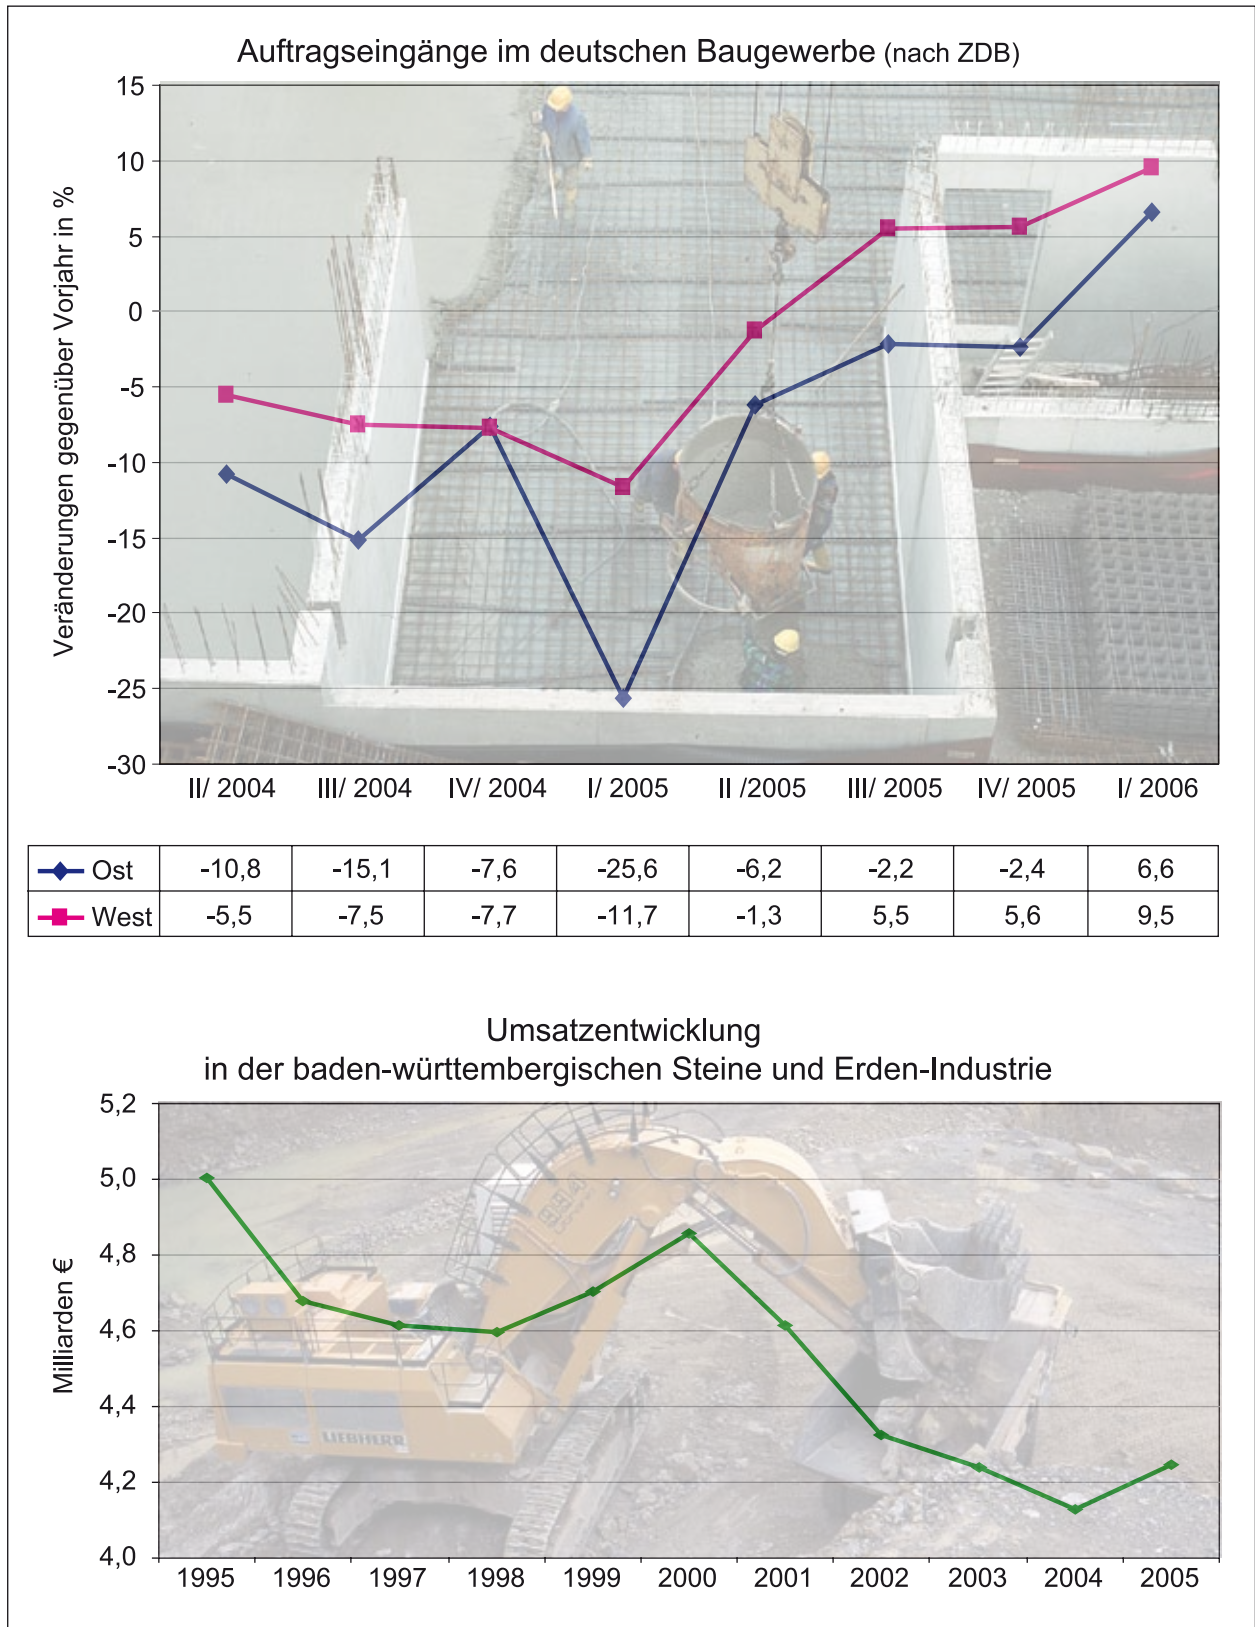 Auftragseingänge im deutschen Baugewerbe (nach ZDB)
Veränderungen gegenüber Vorjahr in %
15
10
5
0
-5
-10
-15
-20
-25
-30
II/ 2004 III/ 2004 IV/ 2004 I/ 2005 II /2005 III/ 2005 IV/ 2005 I/ 2006
Ost -10,8 -15,1 -7,6 -25,6 -6,2 -2,2 -2,4 6,6
West -5,5 -7,5 -7,7 -11,7 -1,3 5,5 5,6 9,5
Umsatzentwicklung
in der baden-württembergischen Steine und Erden-Industrie
Milliarden €
5,2
5,0
4,8
4,6
4,4
4,2
4,0
994
LIEBHERR
1995 1996 1997 1998 1999 2000 2001 2002 2003 2004 2005